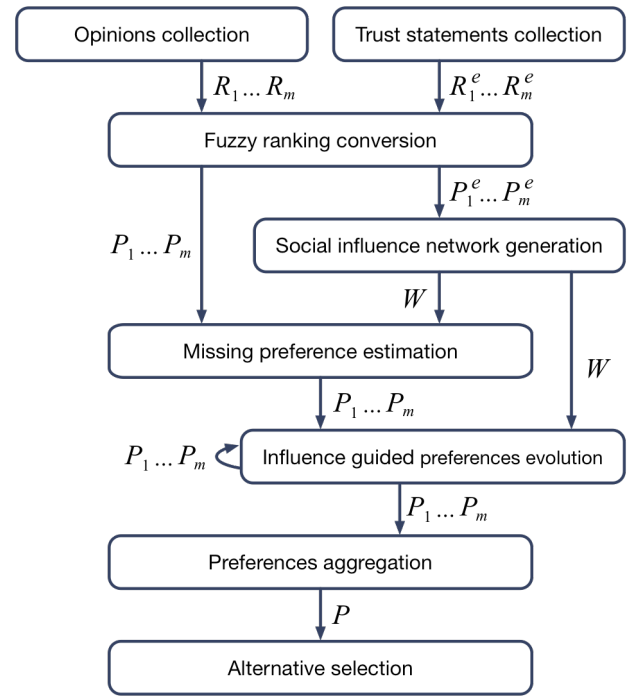 Opinions collection
Trust statements collection
R₁...Rₘ
R₁ᵉ...Rₘᵉ
Fuzzy ranking conversion
P₁ᵉ...Pₘᵉ
P₁...Pₘ
Social influence network generation
W
Missing preference estimation
W
P₁...Pₘ
P₁...Pₘ
Influence guided preferences evolution
P₁...Pₘ
Preferences aggregation
P
Alternative selection